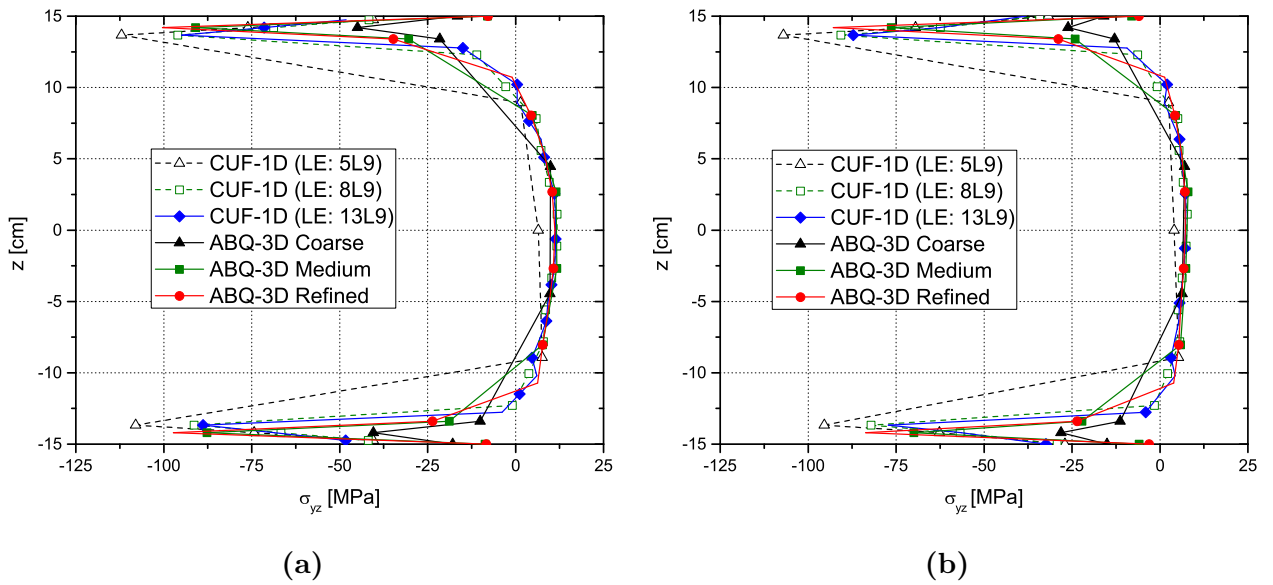 15
10
5
0
-5
-10
-15
z [cm]
CUF-1D (LE: 5L9)
CUF-1D (LE: 8L9)
CUF-1D (LE: 13L9)
ABQ-3D Coarse
ABQ-3D Medium
ABQ-3D Refined
-125 -100 -75 -50 -25 0 25
σyz [MPa]
(a)
15
10
5
0
-5
-10
-15
z [cm]
CUF-1D (LE: 5L9)
CUF-1D (LE: 8L9)
CUF-1D (LE: 13L9)
ABQ-3D Coarse
ABQ-3D Medium
ABQ-3D Refined
-125 -100 -75 -50 -25 0 25
σyz [MPa]
(b)